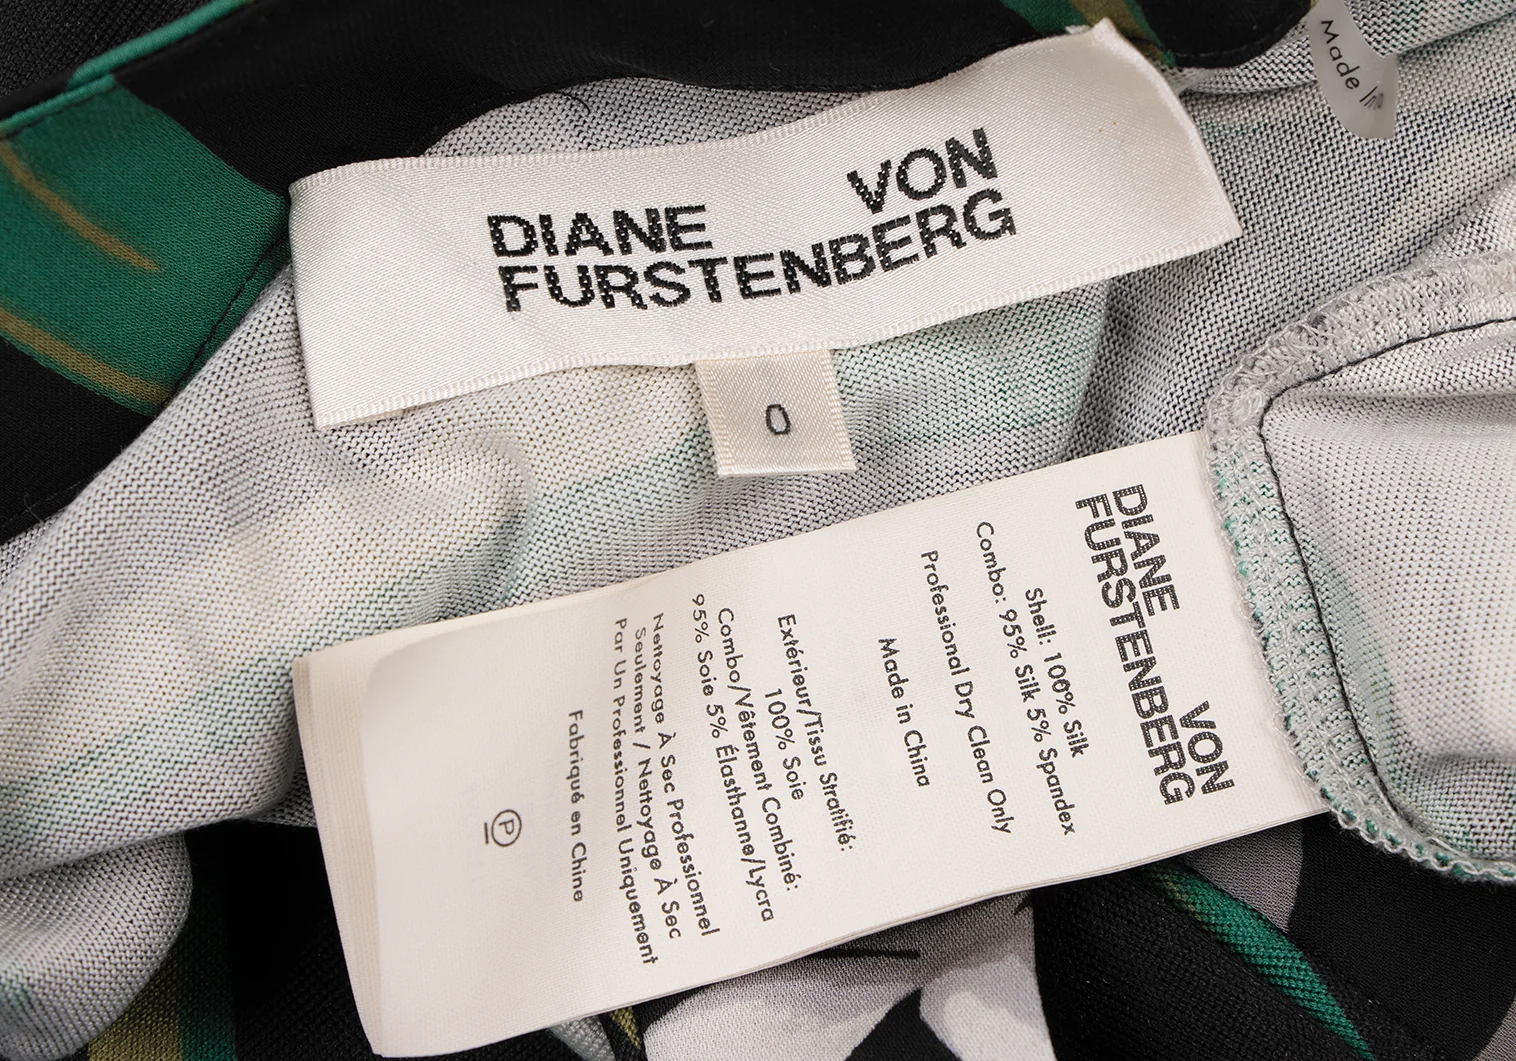 DIANE VON
FURSTENBERG
0
Made In
DIANE VON
FURSTENBERG
Shell: 100% Silk
Combo: 95% Silk 5% Spandex
Professional Dry Clean Only
Made in China
Extérieur/Tissu Stratifié:
100% Soie
Combo/Vêtement Combiné:
95% Soie 5% Élasthanne/Lycra
Nettoyage À Sec Professionnel
Seulement / Nettoyage À Sec
Par Un Professionnel Uniquement
Fabriqué en Chine
P